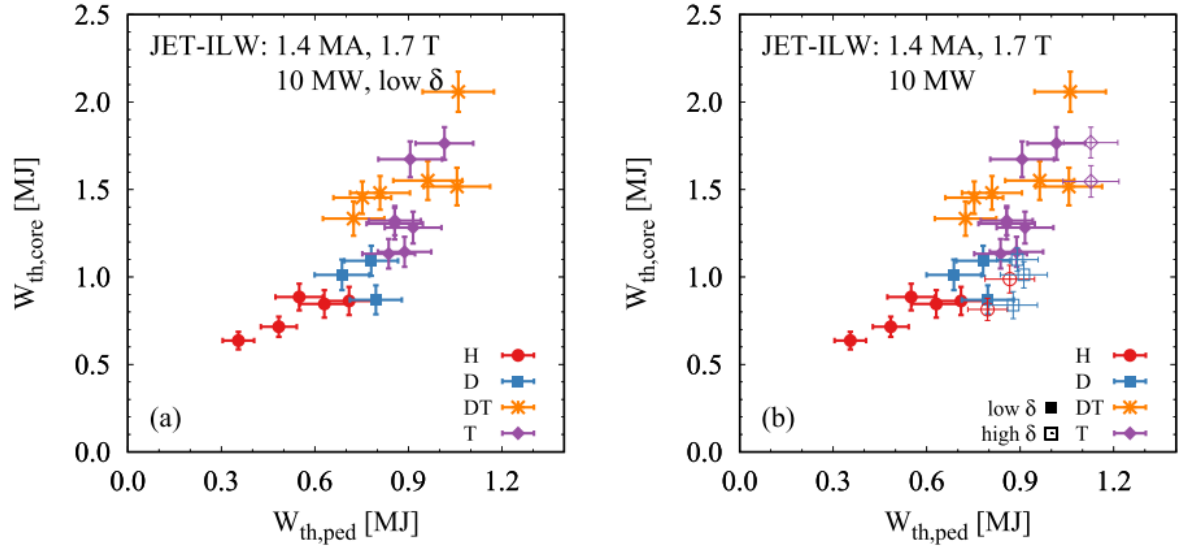 JET-ILW: 1.4 MA, 1.7 T
10 MW, low δ
W_th,core [MJ]
2.5
2.0
1.5
1.0
0.5
0.0
H
D
DT
T
(a)
0.0 0.3 0.6 0.9 1.2
W_th,ped [MJ]
JET-ILW: 1.4 MA, 1.7 T
10 MW
W_th,core [MJ]
2.5
2.0
1.5
1.0
0.5
0.0
H
D
low δ DT
high δ T
(b)
0.0 0.3 0.6 0.9 1.2
W_th,ped [MJ]